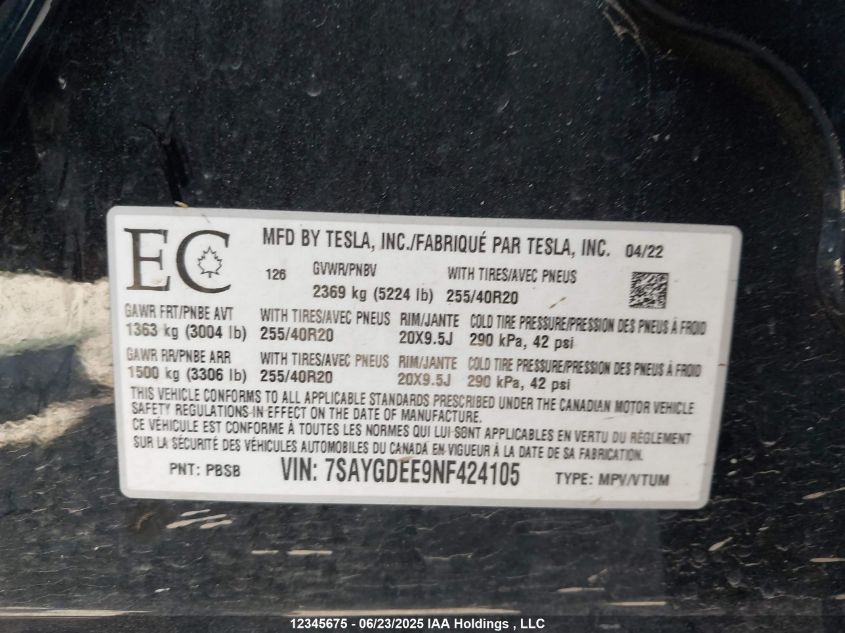 EC
MFD BY TESLA, INC./FABRIQUÉ PAR TESLA, INC. 04/22
126 GVWR/PNBV WITH TIRES/AVEC PNEUS
2369 kg (5224 lb) 255/40R20
GAWR FRT/PNBE AVT WITH TIRES/AVEC PNEUS RIM/JANTE COLD TIRE PRESSURE/PRESSION DES PNEUS À FROID
1363 kg (3004 lb) 255/40R20 20X9.5J 290 kPa, 42 psi
GAWR RR/PNBE ARR WITH TIRES/AVEC PNEUS RIM/JANTE COLD TIRE PRESSURE/PRESSION DES PNEUS À FROID
1500 kg (3306 lb) 255/40R20 20X9.5J 290 kPa, 42 psi
THIS VEHICLE CONFORMS TO ALL APPLICABLE STANDARDS PRESCRIBED UNDER THE CANADIAN MOTOR VEHICLE
SAFETY REGULATIONS IN EFFECT ON THE DATE OF MANUFACTURE.
CE VÉHICULE EST CONFORME À TOUTES LES NORMES QUI LUI SONT APPLICABLES EN VERTU DU RÈGLEMENT
SUR LA SÉCURITÉ DES VÉHICULES AUTOMOBILES DU CANADA EN VIGUEUR À LA DATE DE SA FABRICATION.
PNT: PBSB VIN: 7SAYGDEE9NF424105 TYPE: MPV/VTUM
12345675 - 06/23/2025 IAA Holdings , LLC